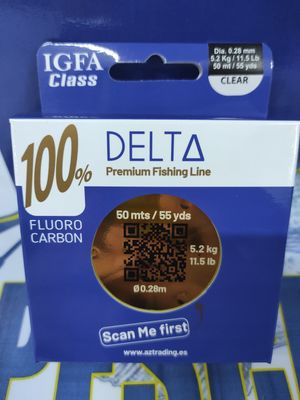 IGFA
Class
Dia. 0.28 mm
5.2 Kg / 11.5 Lb
50 mt / 55 yds
CLEAR
100%
DELTA
Premium Fishing Line
FLUORO
CARBON
50 mts / 55 yds
5.2 kg
11.5 lb
Ø0.28m
Scan Me first
www.aztrading.es